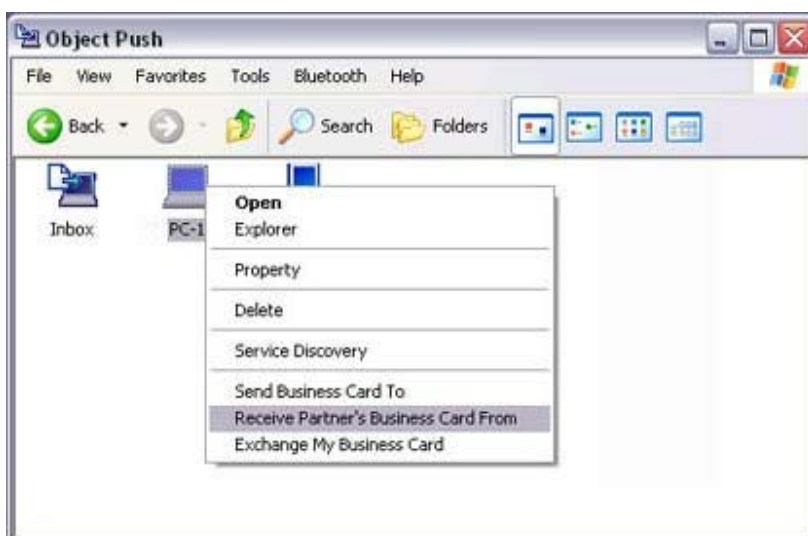 Object Push
File View Favorites Tools Bluetooth Help
Back Search Folders
Inbox PC-1
Open
Explorer
Property
Delete
Service Discovery
Send Business Card To
Receive Partner's Business Card From
Exchange My Business Card